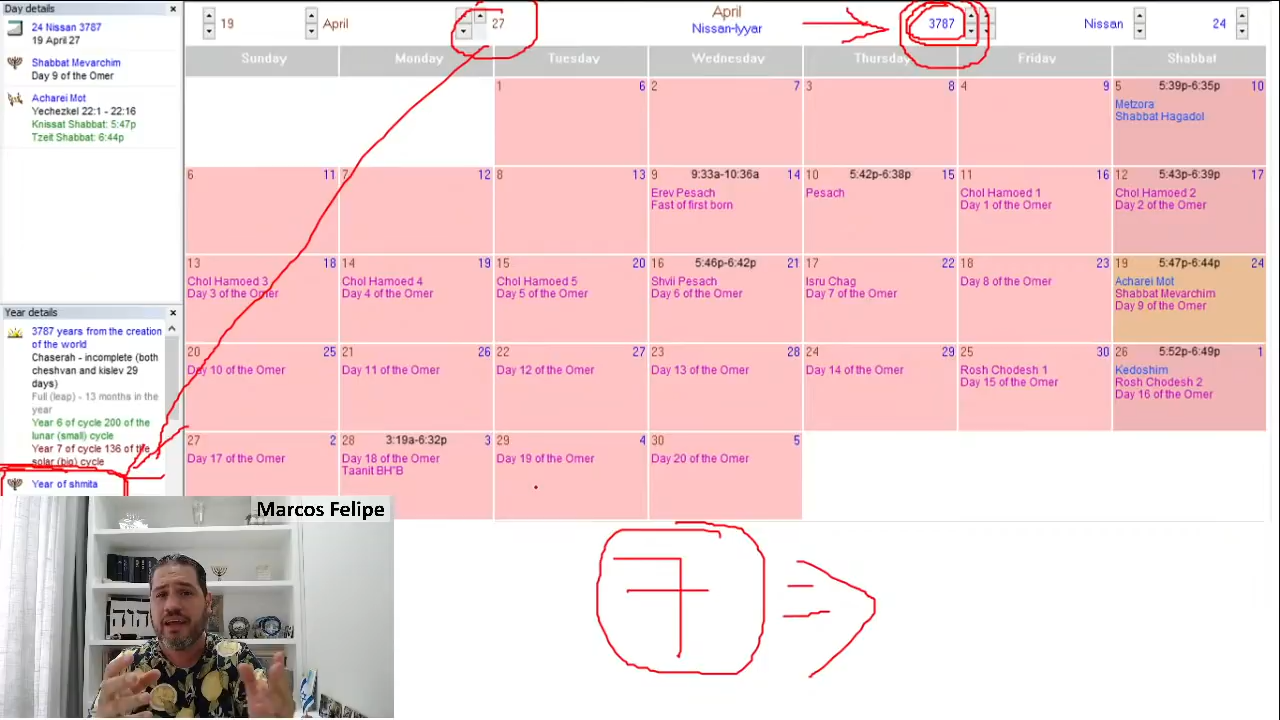 Day details ×
24 Nissan 3787
19 April 27
Shabbat Mevarchim
Day 9 of the Omer
Acharei Mot
Yechezkel 22:1 - 22:16
Knissat Shabbat: 5:47p
Tzeit Shabbat: 6:44p
Year details ×
3787 years from the creation
of the world
Chaserah - incomplete (both
cheshvan and kislev 29
days)
Full (leap) - 13 months in the
year
Year 6 of cycle 200 of the
lunar (small) cycle
Year 7 of cycle 136 of the
solar (big) cycle
Year of shmita
19 April 27 April 3787 Nissan 24
Nissan-Iyyar
Sunday Monday Tuesday Wednesday Thursday Friday Shabbat
1 6 2 7 3 8 4 9 5 5:39p-6:35p 10
Metzora
Shabbat Hagadol
6 11 7 12 8 13 9 9:33a-10:36a 14 10 5:42p-6:38p 15 11 16 12 5:43p-6:39p 17
Erev Pesach Pesach Chol Hamoed 1 Chol Hamoed 2
Fast of first born Day 1 of the Omer Day 2 of the Omer
13 18 14 19 15 20 16 5:46p-6:42p 21 17 22 18 23 19 5:47p-6:44p 24
Chol Hamoed 3 Chol Hamoed 4 Chol Hamoed 5 Shvii Pesach Isru Chag Day 8 of the Omer Acharei Mot
Day 3 of the Omer Day 4 of the Omer Day 5 of the Omer Day 6 of the Omer Day 7 of the Omer Shabbat Mevarchim
Day 9 of the Omer
20 25 21 26 22 27 23 28 24 29 25 30 26 5:52p-6:49p 1
Day 10 of the Omer Day 11 of the Omer Day 12 of the Omer Day 13 of the Omer Day 14 of the Omer Rosh Chodesh 1 Kedoshim
Day 15 of the Omer Rosh Chodesh 2
Day 16 of the Omer
27 2 28 3:19a-6:32p 3 29 4 30 5
Day 17 of the Omer Day 18 of the Omer Day 19 of the Omer Day 20 of the Omer
Taanit BH"B
Marcos Felipe
7
יהוה